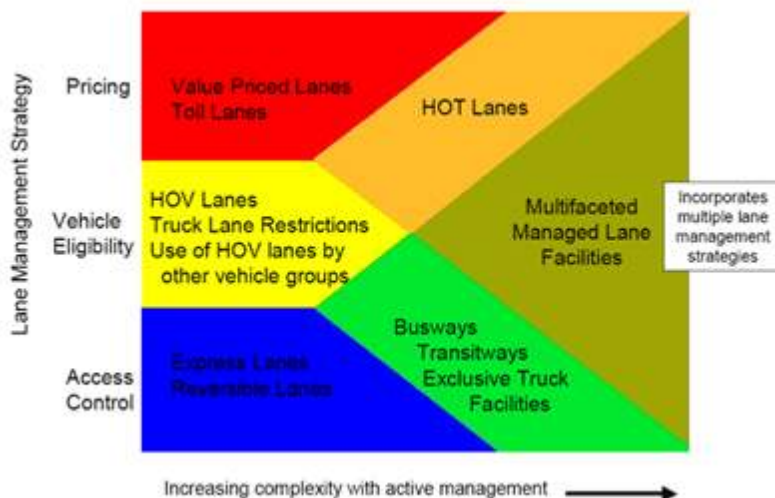 Lane Management Strategy
Pricing
Value Priced Lanes
Toll Lanes
HOT Lanes
Vehicle
Eligibility
HOV Lanes
Truck Lane Restrictions
Use of HOV lanes by
other vehicle groups
Multifaceted
Managed Lane
Facilities
Incorporates
multiple lane
management
strategies
Access
Control
Express Lanes
Reversible Lanes
Busways
Transitways
Exclusive Truck
Facilities
Increasing complexity with active management